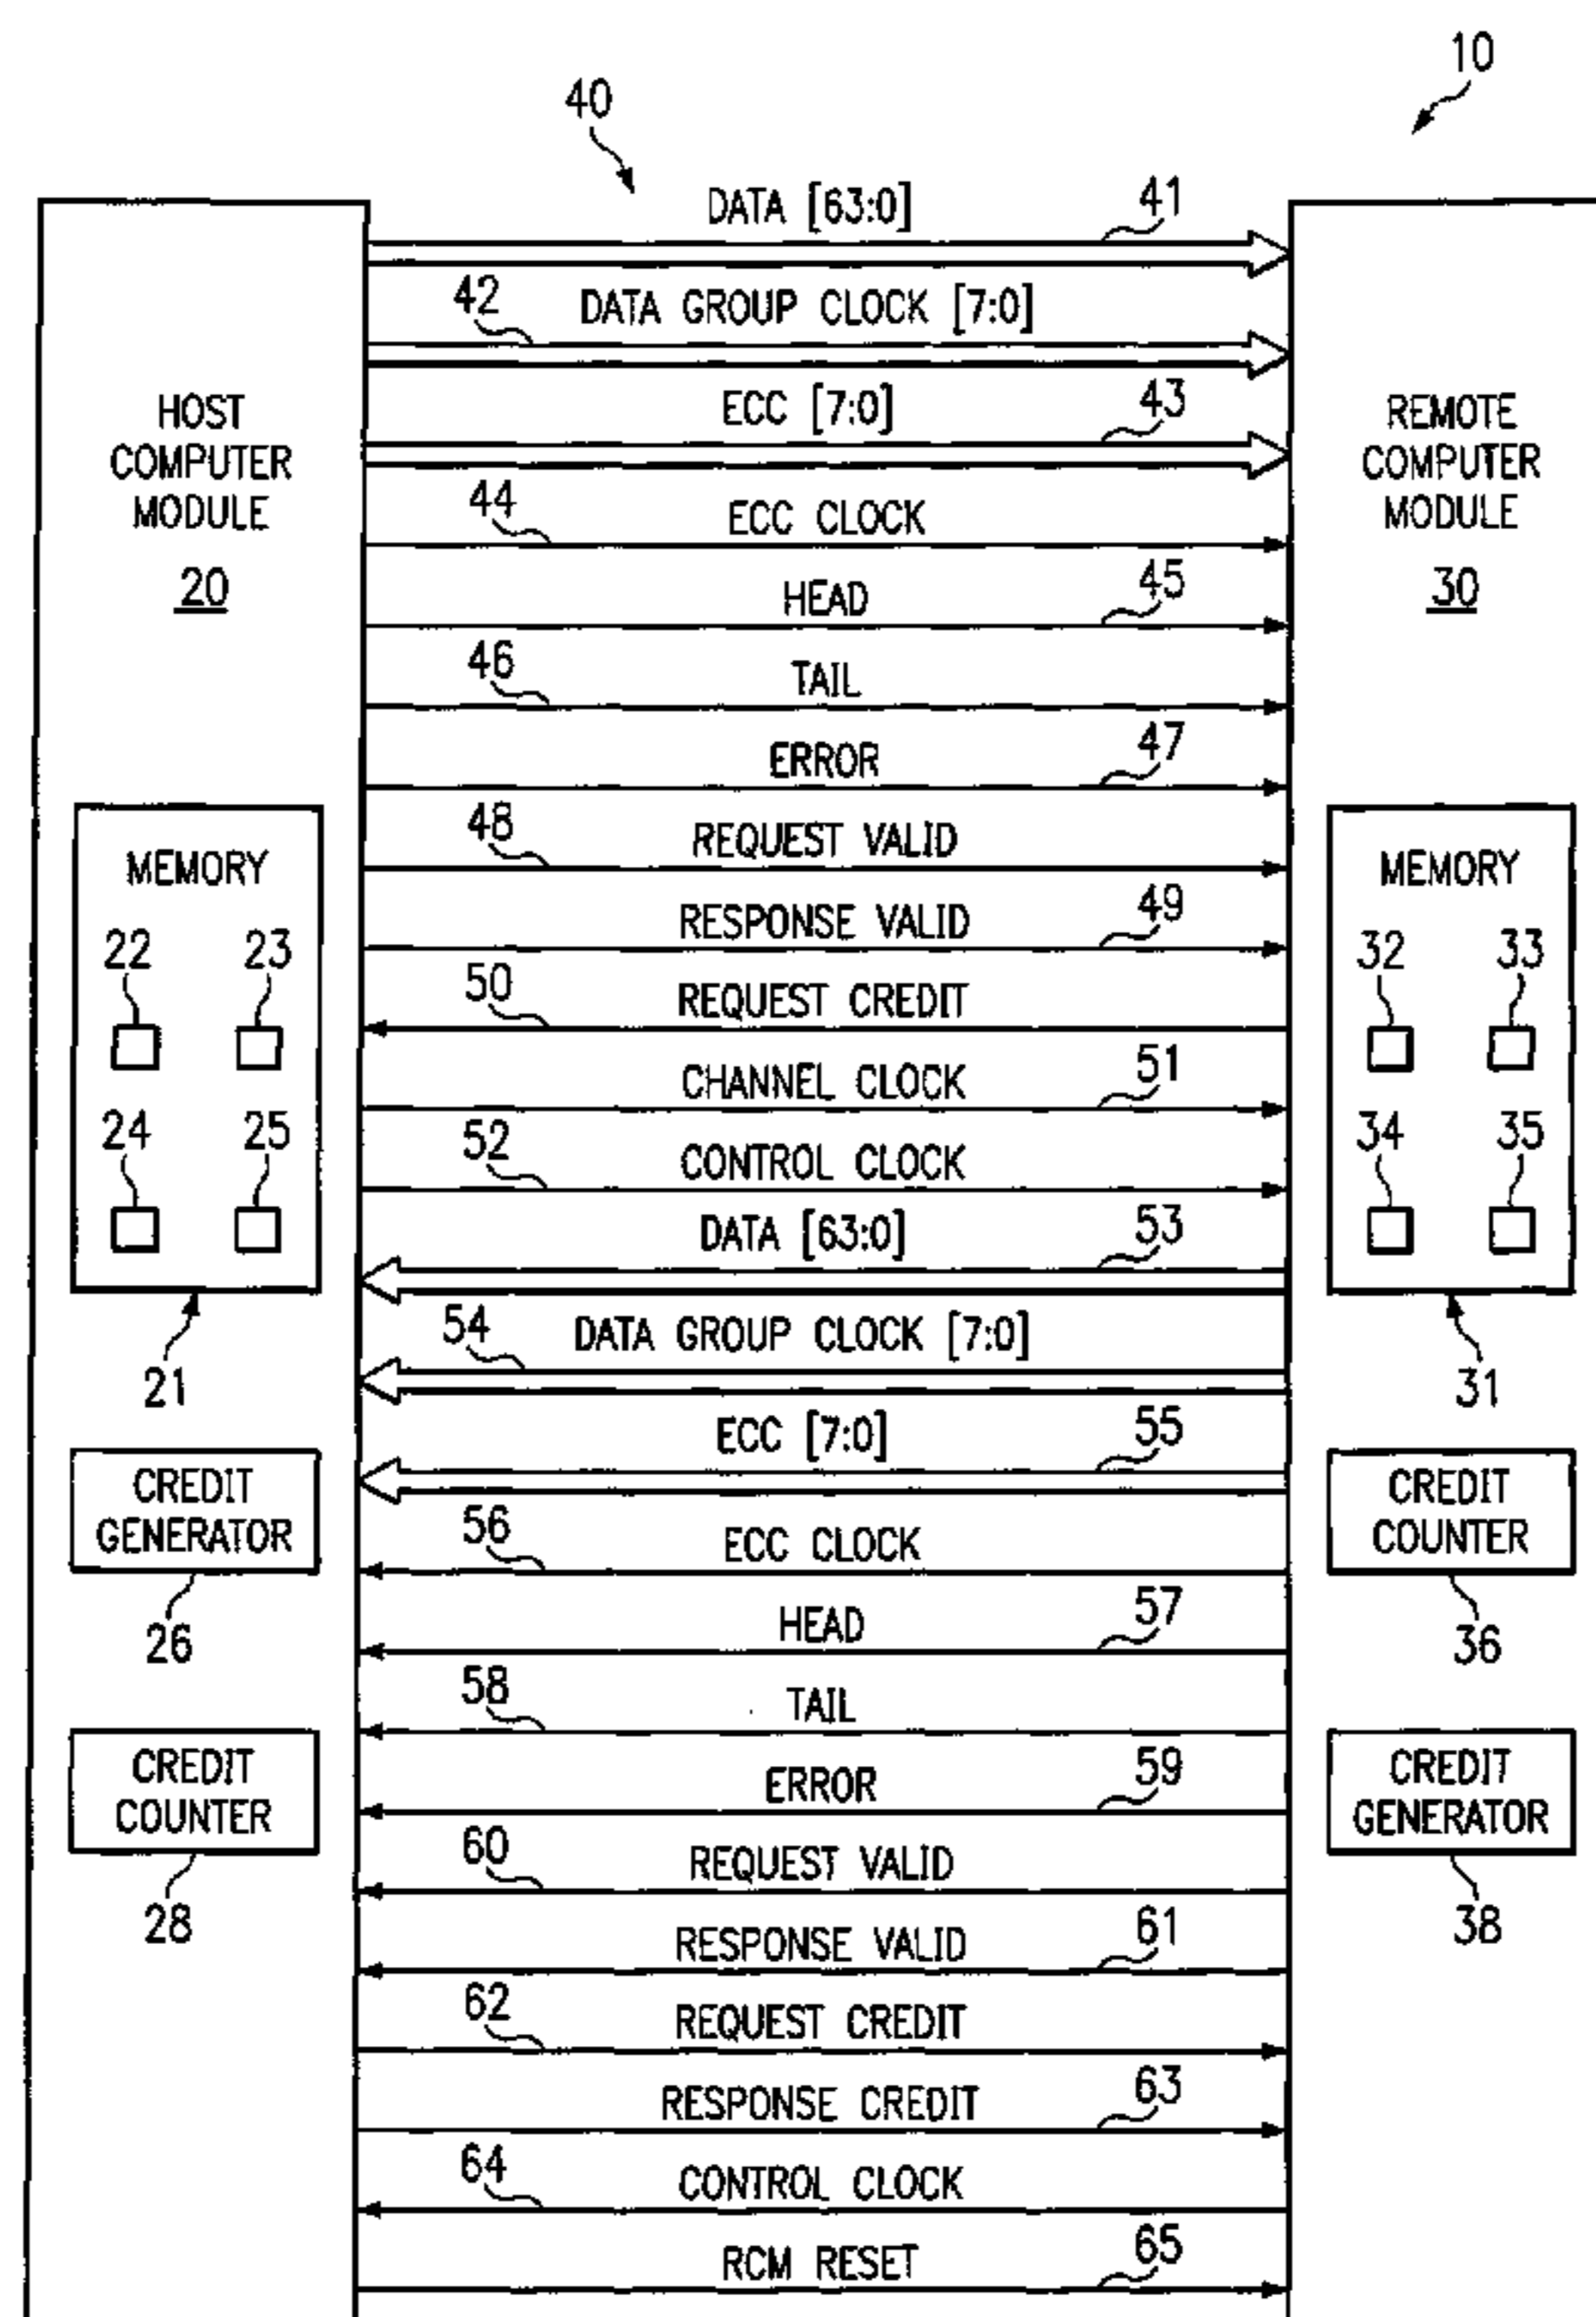 10
40
DATA [63:0]
41
42
DATA GROUP CLOCK [7:0]
HOST
COMPUTER
MODULE
20
ECC [7:0]
43
REMOTE
COMPUTER
MODULE
30
44
ECC CLOCK
HEAD
45
46
TAIL
ERROR
47
48
REQUEST VALID
RESPONSE VALID
49
50
REQUEST CREDIT
CHANNEL CLOCK
51
52
CONTROL CLOCK
MEMORY
22
23
24
25
21
MEMORY
32
33
34
35
31
DATA [63:0]
53
54
DATA GROUP CLOCK [7:0]
ECC [7:0]
55
CREDIT
GENERATOR
26
CREDIT
COUNTER
36
56
ECC CLOCK
HEAD
57
58
TAIL
ERROR
59
CREDIT
COUNTER
28
CREDIT
GENERATOR
38
60
REQUEST VALID
RESPONSE VALID
61
62
REQUEST CREDIT
RESPONSE CREDIT
63
64
CONTROL CLOCK
RCM RESET
65